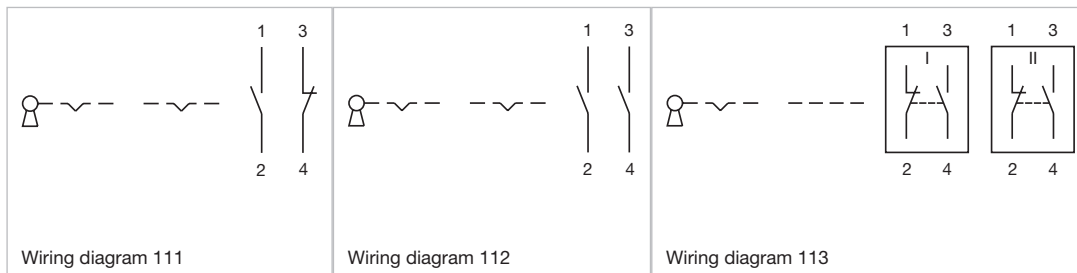 1 3
2 4
Wiring diagram 111
1 3
2 4
Wiring diagram 112
1 3 1 3
I II
2 4 2 4
Wiring diagram 113